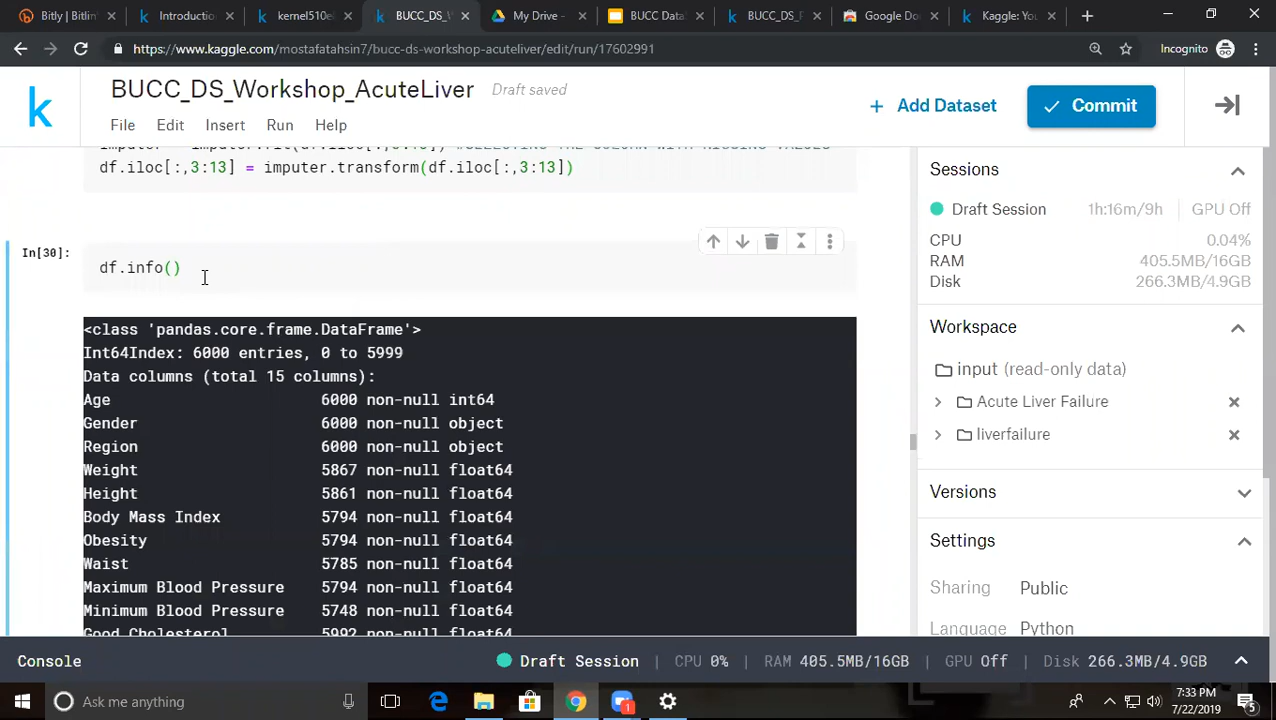 Bitly | Bitl
Introductio
kernel510e
BUCC_DS_W
My Drive -
BUCC Data
BUCC_DS_F
Google Do
Kaggle: You
https://www.kaggle.com/mostafatahsin7/bucc-ds-workshop-acuteliver/edit/run/17602991
Incognito
BUCC_DS_Workshop_AcuteLiver
Draft saved
+ Add Dataset
Commit
File Edit Insert Run Help
df.iloc[:,3:13] = imputer.transform(df.iloc[:,3:13])
In[30]:
df.info()
<class 'pandas.core.frame.DataFrame'>
Int64Index: 6000 entries, 0 to 5999
Data columns (total 15 columns):
Age 6000 non-null int64
Gender 6000 non-null object
Region 6000 non-null object
Weight 5867 non-null float64
Height 5861 non-null float64
Body Mass Index 5794 non-null float64
Obesity 5794 non-null float64
Waist 5785 non-null float64
Maximum Blood Pressure 5794 non-null float64
Minimum Blood Pressure 5748 non-null float64
Good Cholesterol 5992 non-null float64
Sessions
Draft Session 1h:16m/9h GPU Off
CPU 0.04%
RAM 405.5MB/16GB
Disk 266.3MB/4.9GB
Workspace
input (read-only data)
Acute Liver Failure
liverfailure
Versions
Settings
Sharing Public
Language Python
Console
Draft Session | CPU 0% | RAM 405.5MB/16GB | GPU Off | Disk 266.3MB/4.9GB
Ask me anything
7:33 PM
7/22/2019